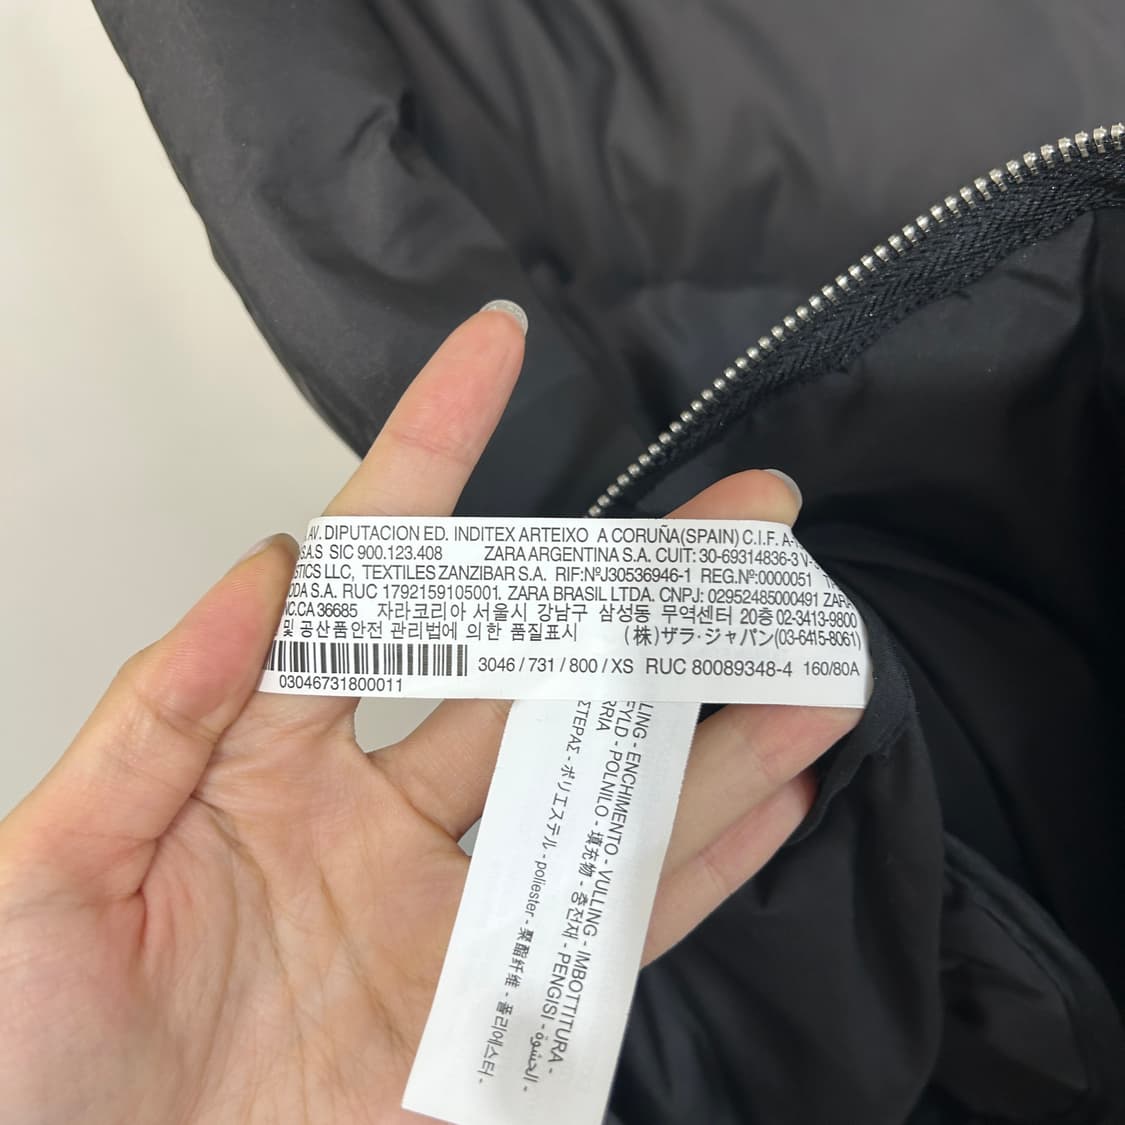 AV. DIPUTACION ED. INDITEX ARTEIXO A CORUÑA(SPAIN) C.I.F. A-
S.A.S SIC 900.123.408 ZARA ARGENTINA S.A. CUIT: 30-69314836-3
STICS LLC, TEXTILES ZANZIBAR S.A. RIF:NºJ30536946-1 REG.Nº:0000051
ODA S.A. RUC 1792159105001. ZARA BRASIL LTDA. CNPJ: 02952485000491 ZARA
NC.CA 36685 자라코리아 서울시 강남구 삼성동 무역센터 20층 02-3413-9800
및 공산품안전 관리법에 의한 품질표시 (株)ザラ・ジャパン(03-6415-8061)
3046 / 731 / 800 / XS RUC 80089348-4 160/80A
03046731800011
LLING - ENCHIMENTO - VULLING - IMBOTTITURA -
FYLD - POLNILO - 填充物 - 충전재 - PENGISI - الحشوة -
RRIA
ΣΤΕΡΑΣ - ポリエステル - poliester - 聚酯纤维 - 폴리에스터 -